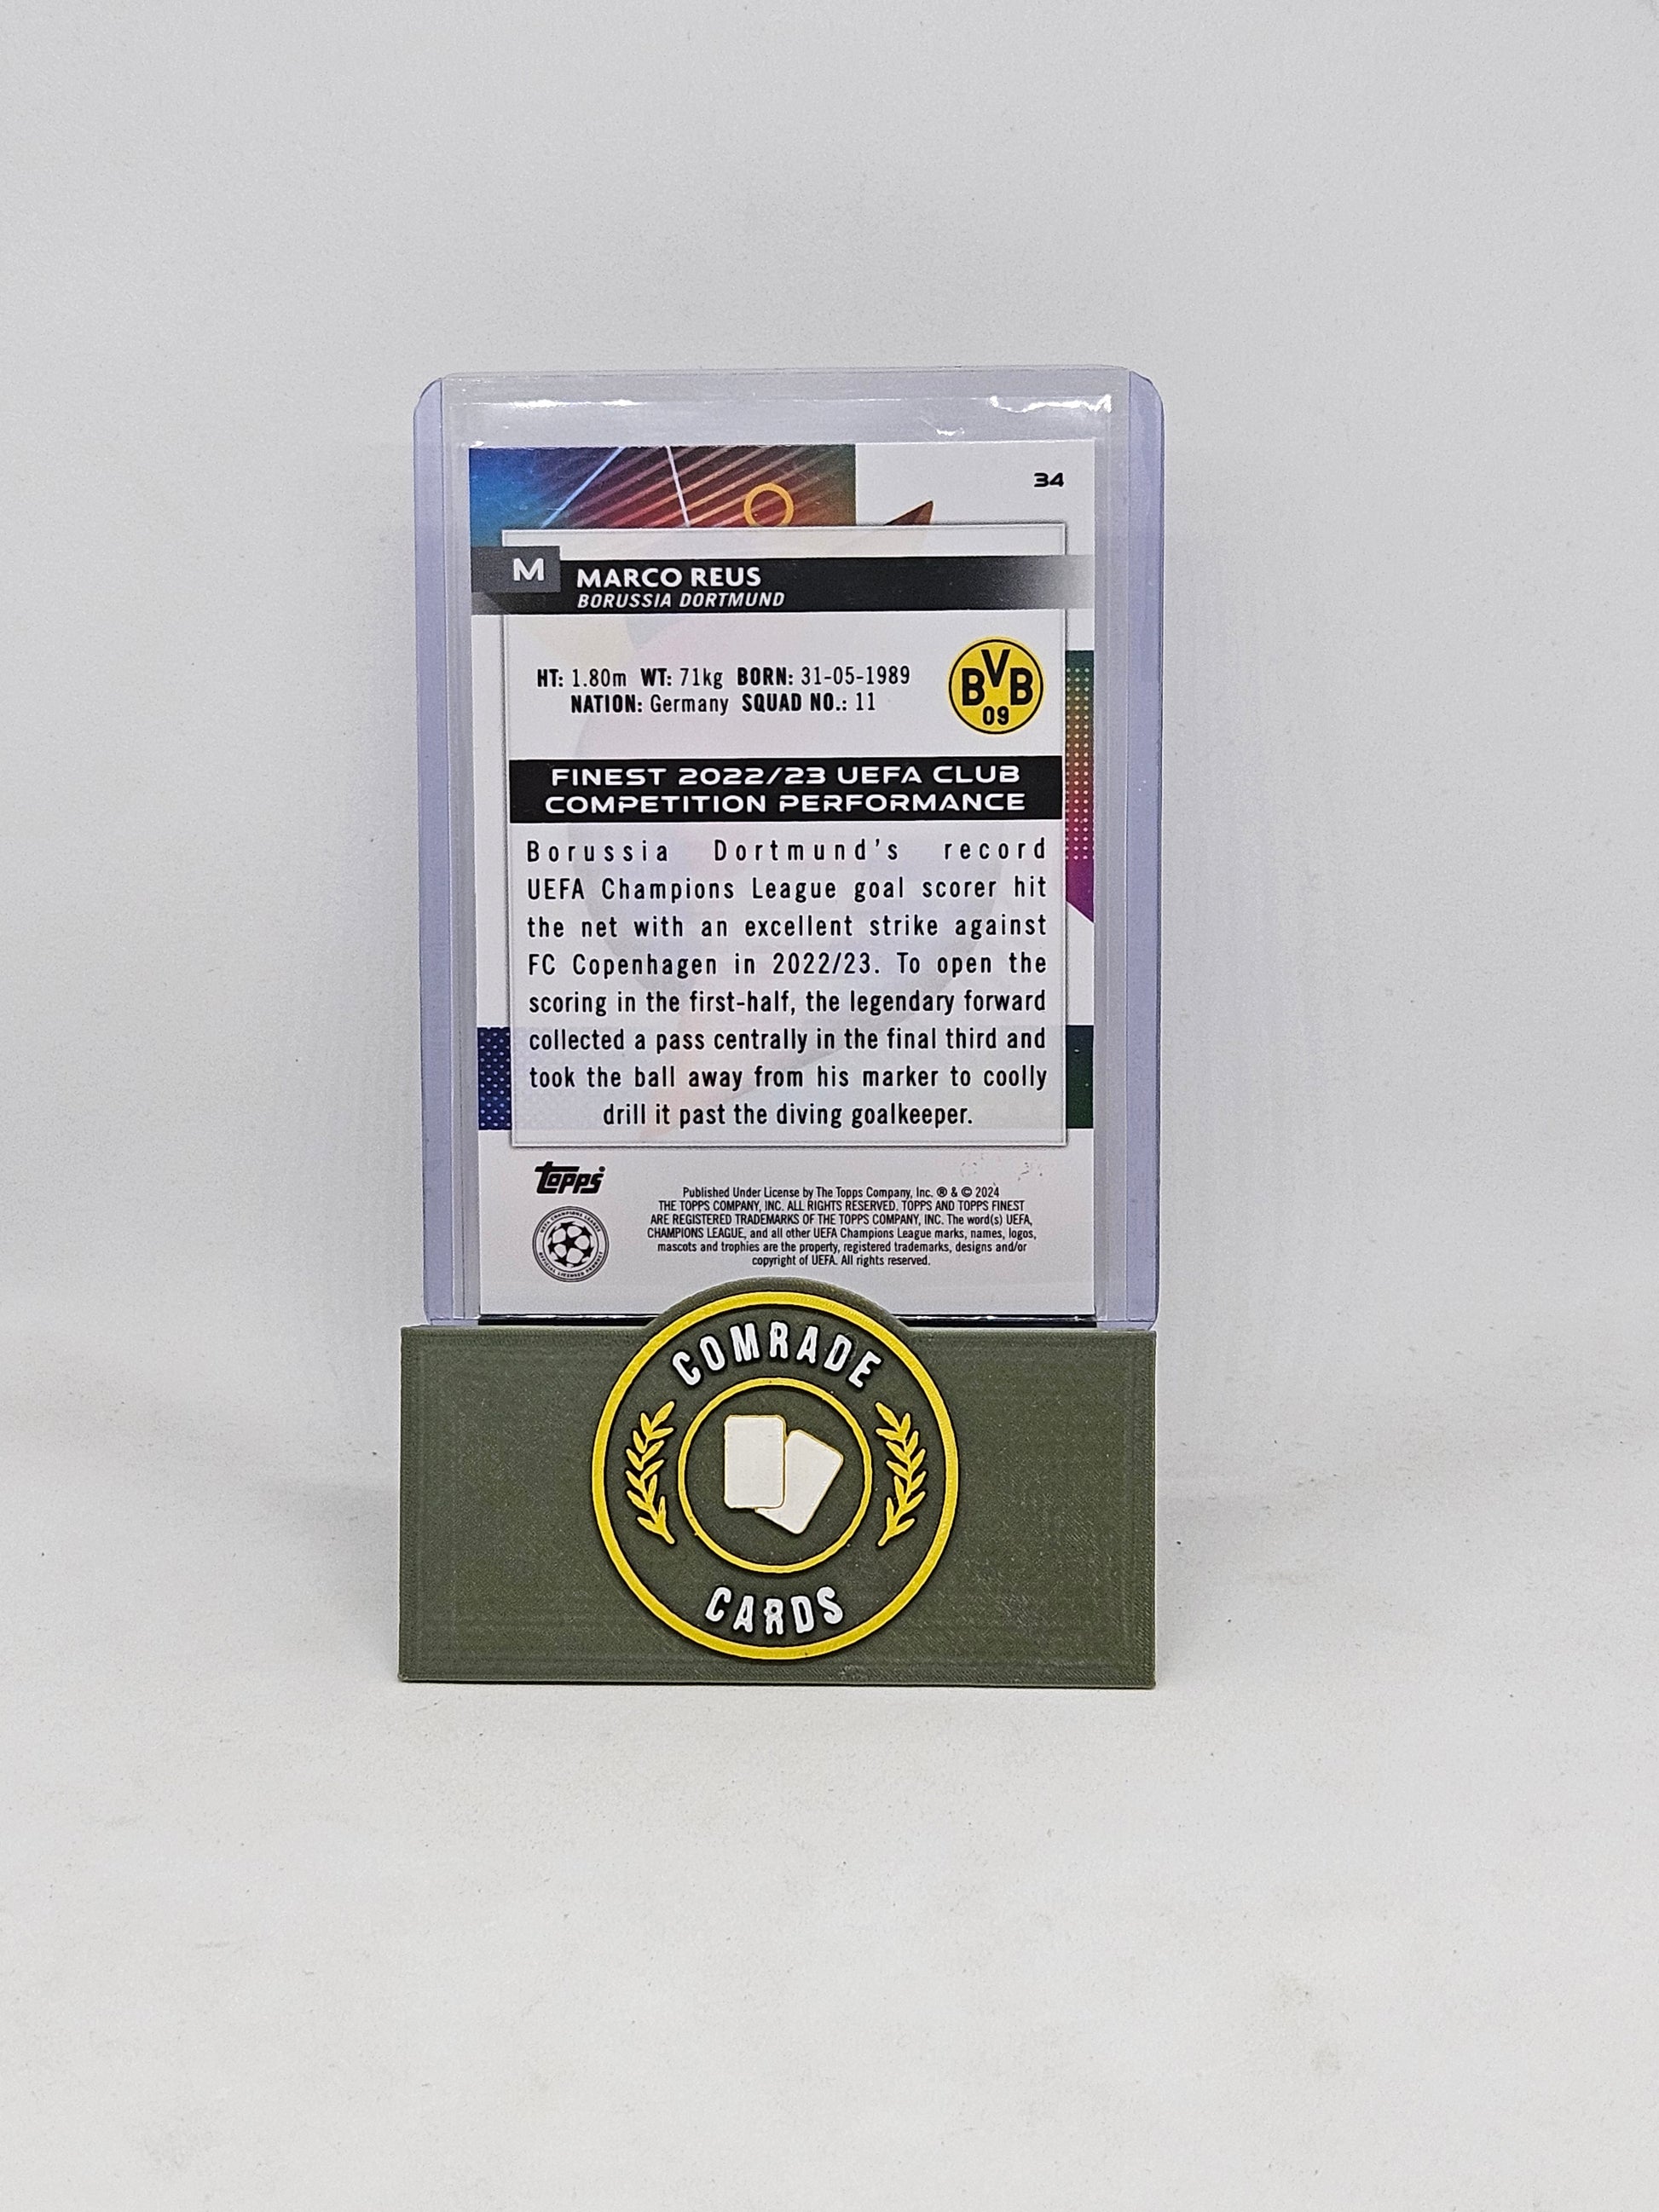 34
M
MARCO REUS
BORUSSIA DORTMUND
HT: 1.80m WT: 71kg BORN: 31-05-1989
NATION: Germany SQUAD NO.: 11
BVB
09
FINEST 2022/23 UEFA CLUB
COMPETITION PERFORMANCE
Borussia Dortmund's record
UEFA Champions League goal scorer hit
the net with an excellent strike against
FC Copenhagen in 2022/23. To open the
scoring in the first-half, the legendary forward
collected a pass centrally in the final third and
took the ball away from his marker to coolly
drill it past the diving goalkeeper.
topps
Published Under License by The Topps Company, Inc. ® & © 2024
THE TOPPS COMPANY, INC. ALL RIGHTS RESERVED. TOPPS AND TOPPS FINEST
ARE REGISTERED TRADEMARKS OF THE TOPPS COMPANY, INC. The word(s) UEFA,
CHAMPIONS LEAGUE, and all other UEFA Champions League marks, names, logos,
mascots and trophies are the property, registered trademarks, designs and/or
copyright of UEFA. All rights reserved.
UEFA CHAMPIONS LEAGUE
OFFICIAL LICENSED PRODUCT
COMRADE
CARDS